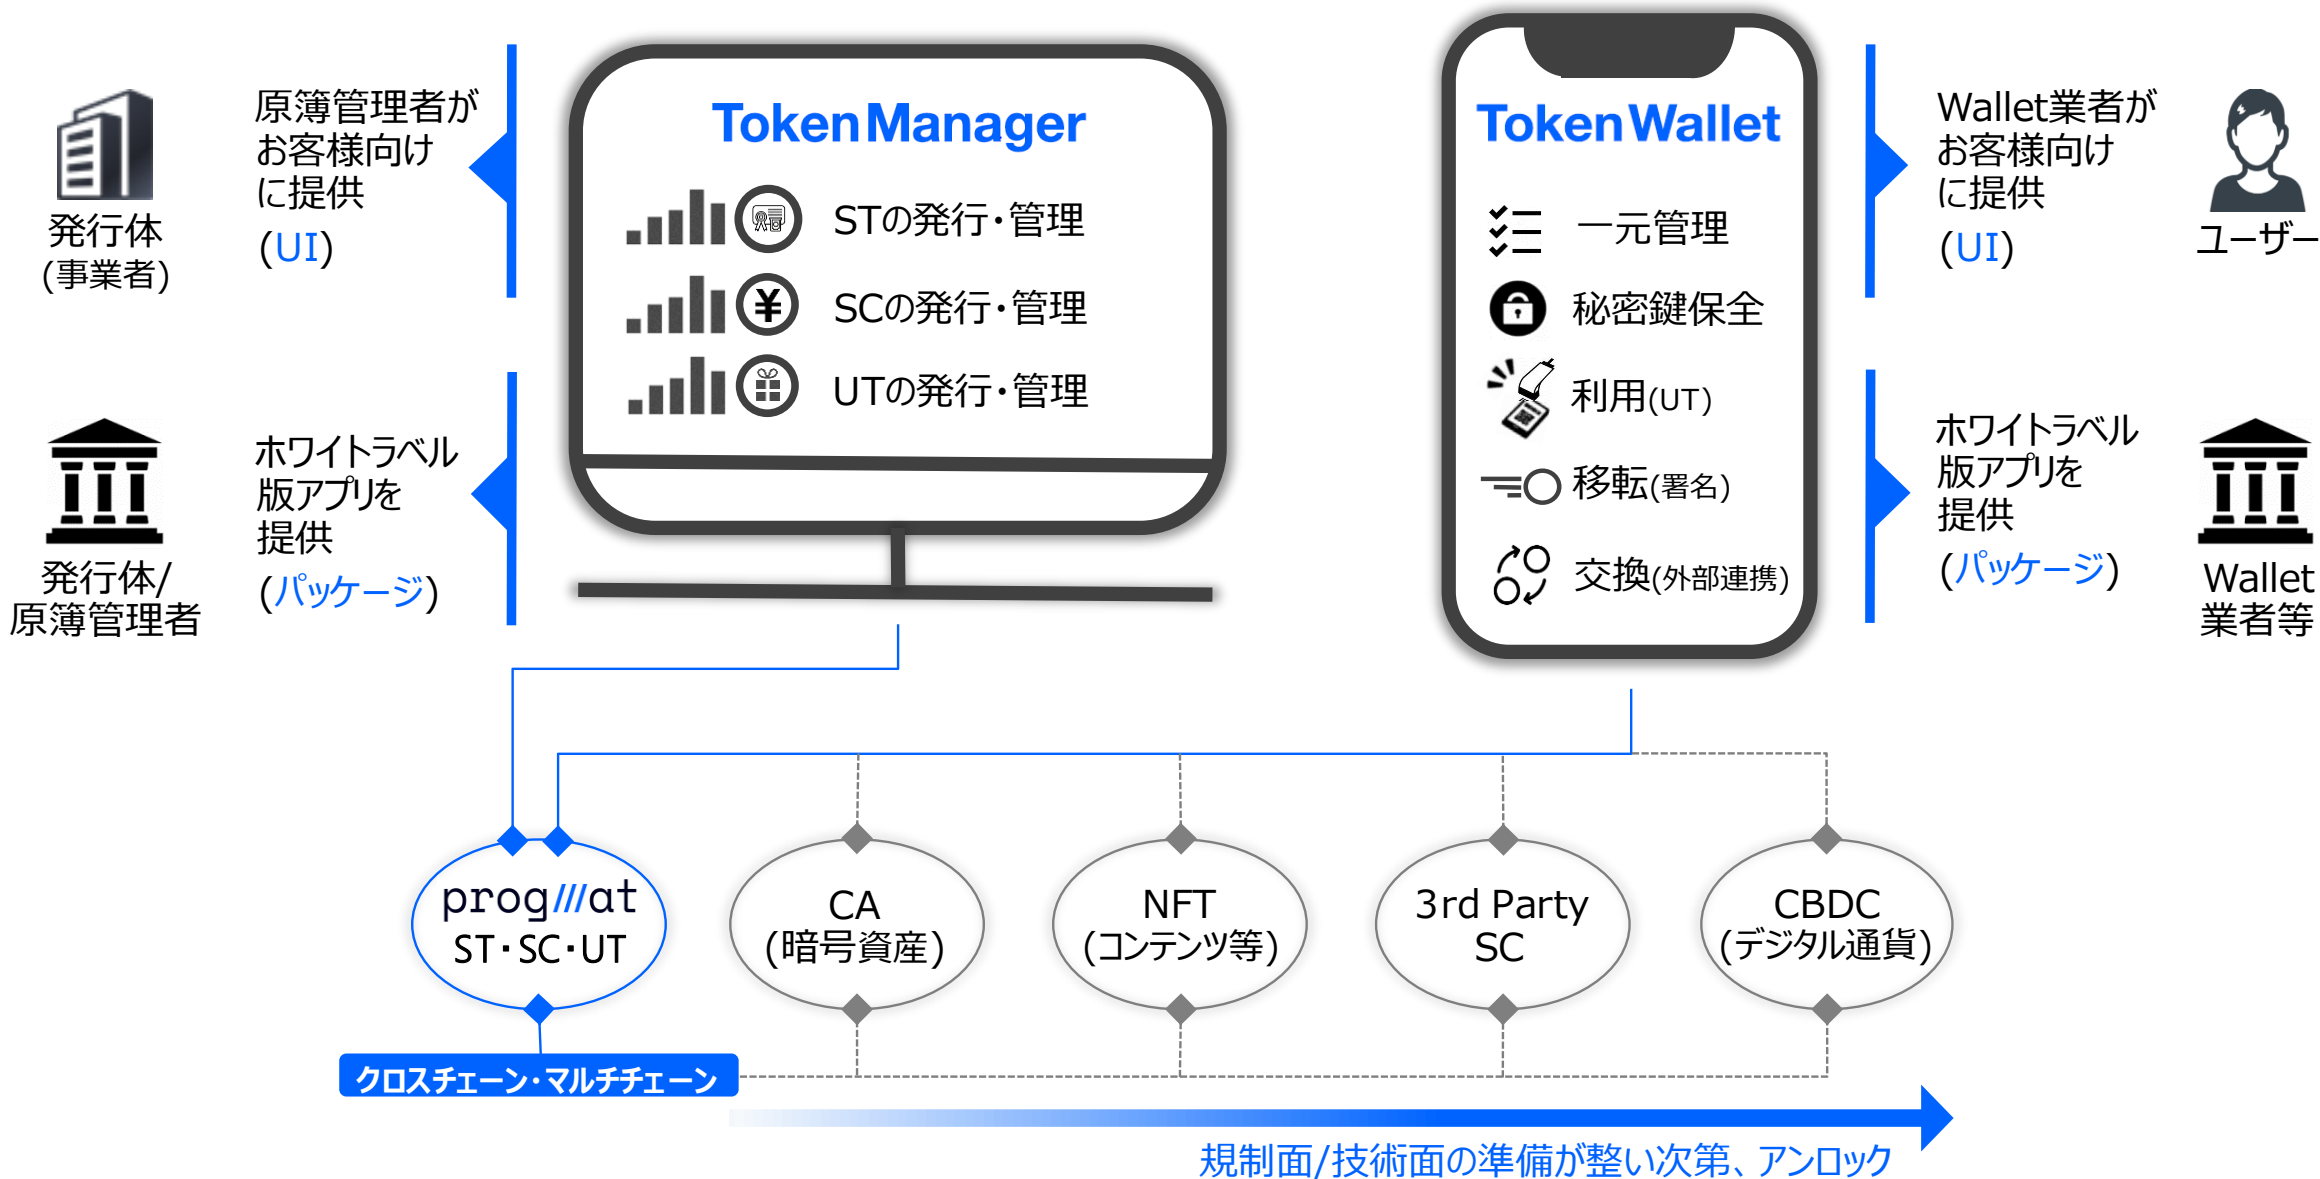 発行体
(事業者)
原簿管理者が
お客様向け
に提供
(UI)
発行体/
原簿管理者
ホワイトラベル
版アプリを
提供
(パッケージ)
Token Manager
STの発行・管理
¥
SCの発行・管理
UTの発行・管理
Token Wallet
一元管理
秘密鍵保全
利用(UT)
移転(署名)
交換(外部連携)
Wallet業者が
お客様向け
に提供
(UI)
ユーザー
ホワイトラベル
版アプリを
提供
(パッケージ)
Wallet
業者等
progmat
ST・SC・UT
CA
(暗号資産)
NFT
(コンテンツ等)
3rd Party
SC
CBDC
(デジタル通貨)
クロスチェーン・マルチチェーン
規制面/技術面の準備が整い次第、アンロック